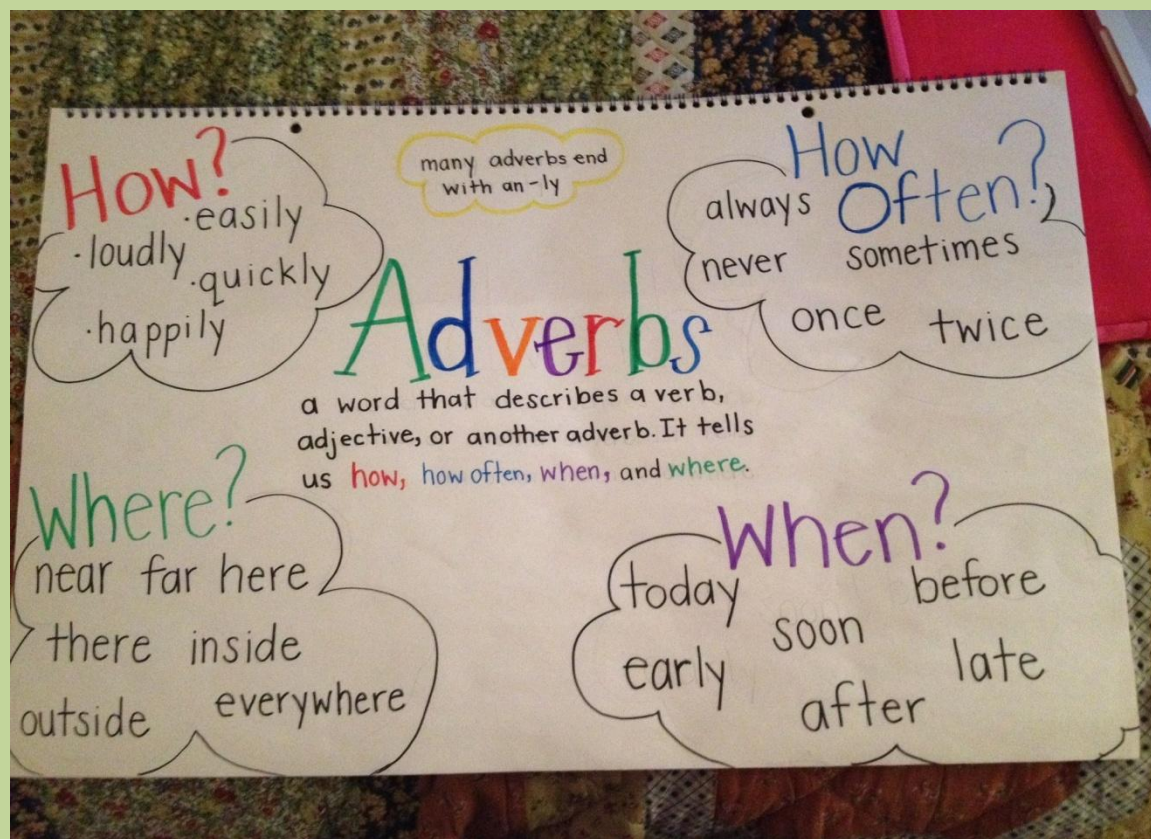 How?
·easily
·loudly
·quickly
·happily
many adverbs end
with an -ly
How
Often?
always
never sometimes
once twice
Adverbs
a word that describes a verb,
adjective, or another adverb. It tells
us how, how often, when, and where.
Where?
near far here
there inside
outside everywhere
When?
today before
soon
early late
after